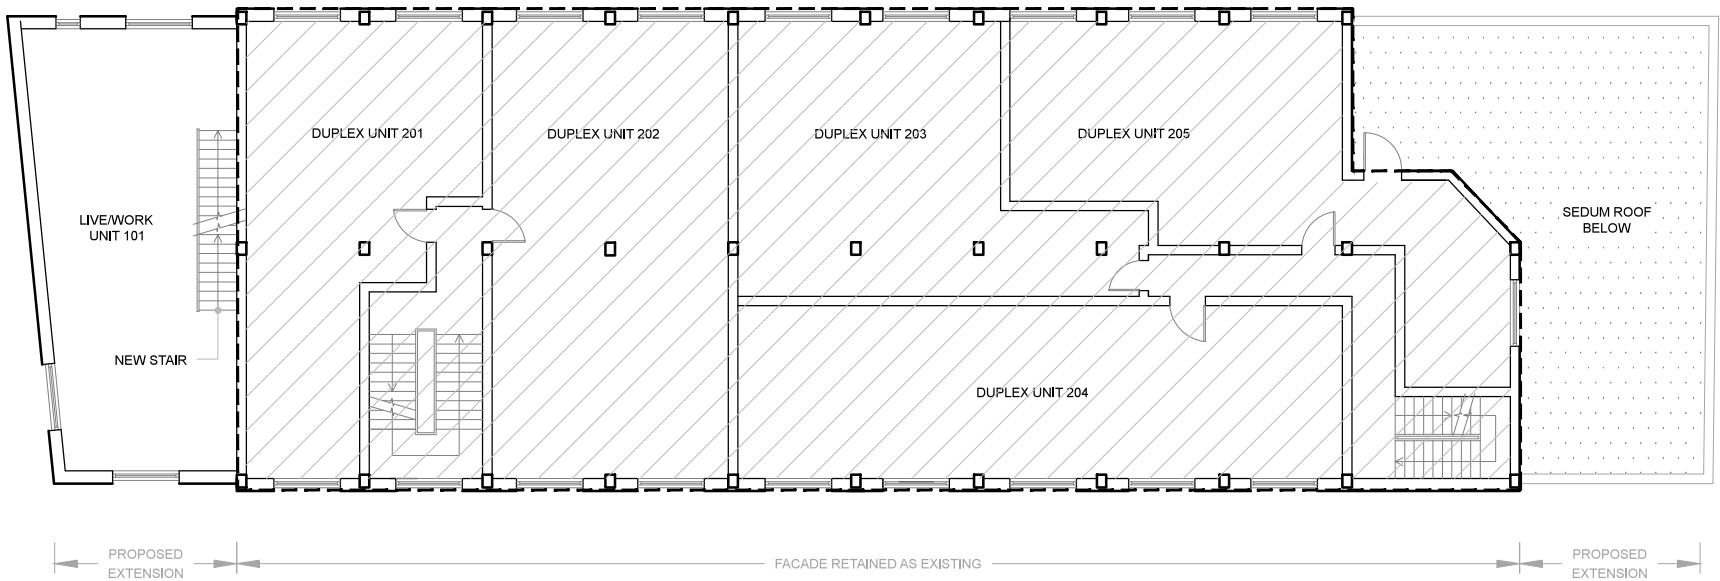 DUPLEX UNIT 201
DUPLEX UNIT 202
DUPLEX UNIT 203
DUPLEX UNIT 205
LIVE/WORK
UNIT 101
SEDUM ROOF
BELOW
NEW STAIR
DUPLEX UNIT 204
PROPOSED
EXTENSION
FACADE RETAINED AS EXISTING
PROPOSED
EXTENSION